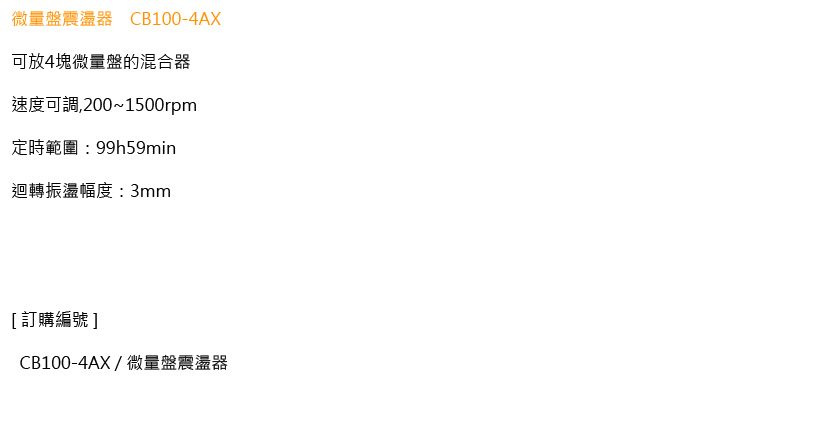 微量盤震盪器　CB100-4AX
可放4塊微量盤的混合器
速度可調,200~1500rpm
定時範圍：99h59min
迴轉振盪幅度：3mm
[ 訂購編號 ]
CB100-4AX / 微量盤震盪器